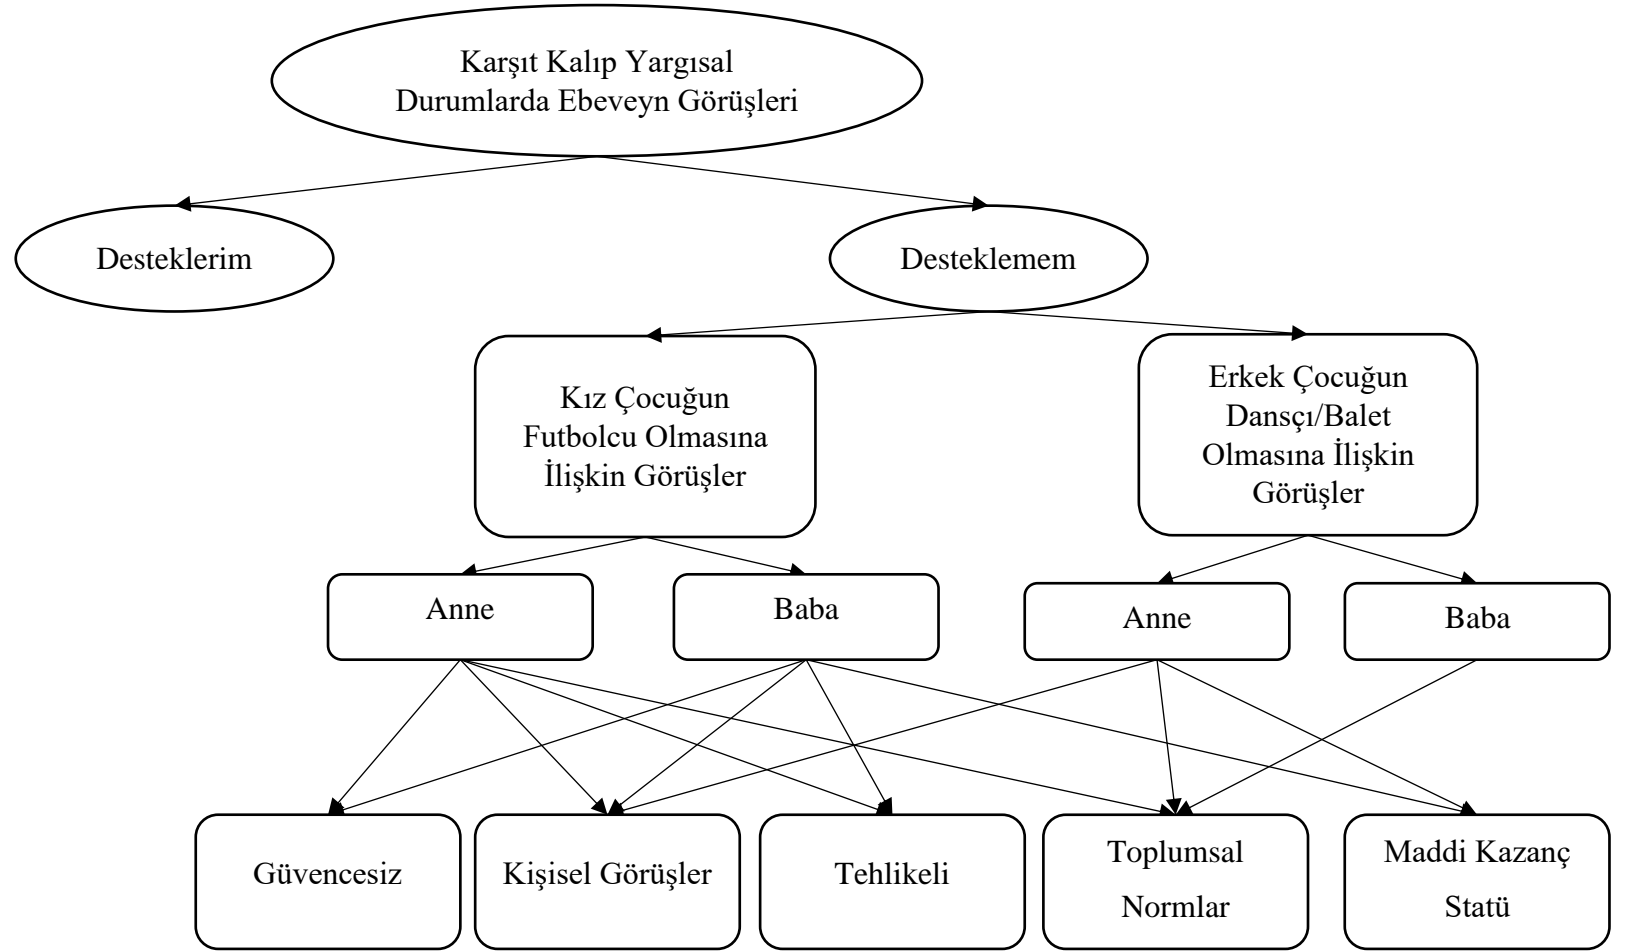 Karşıt Kalıp Yargısal
Durumlarda Ebeveyn Görüşleri
Desteklerim
Desteklemem
Kız Çocuğun
Futbolcu Olmasına
İlişkin Görüşler
Erkek Çocuğun
Dansçı/Balet
Olmasına İlişkin
Görüşler
Anne
Baba
Anne
Baba
Güvencesiz
Kişisel Görüşler
Tehlikeli
Toplumsal
Normlar
Maddi Kazanç
Statü